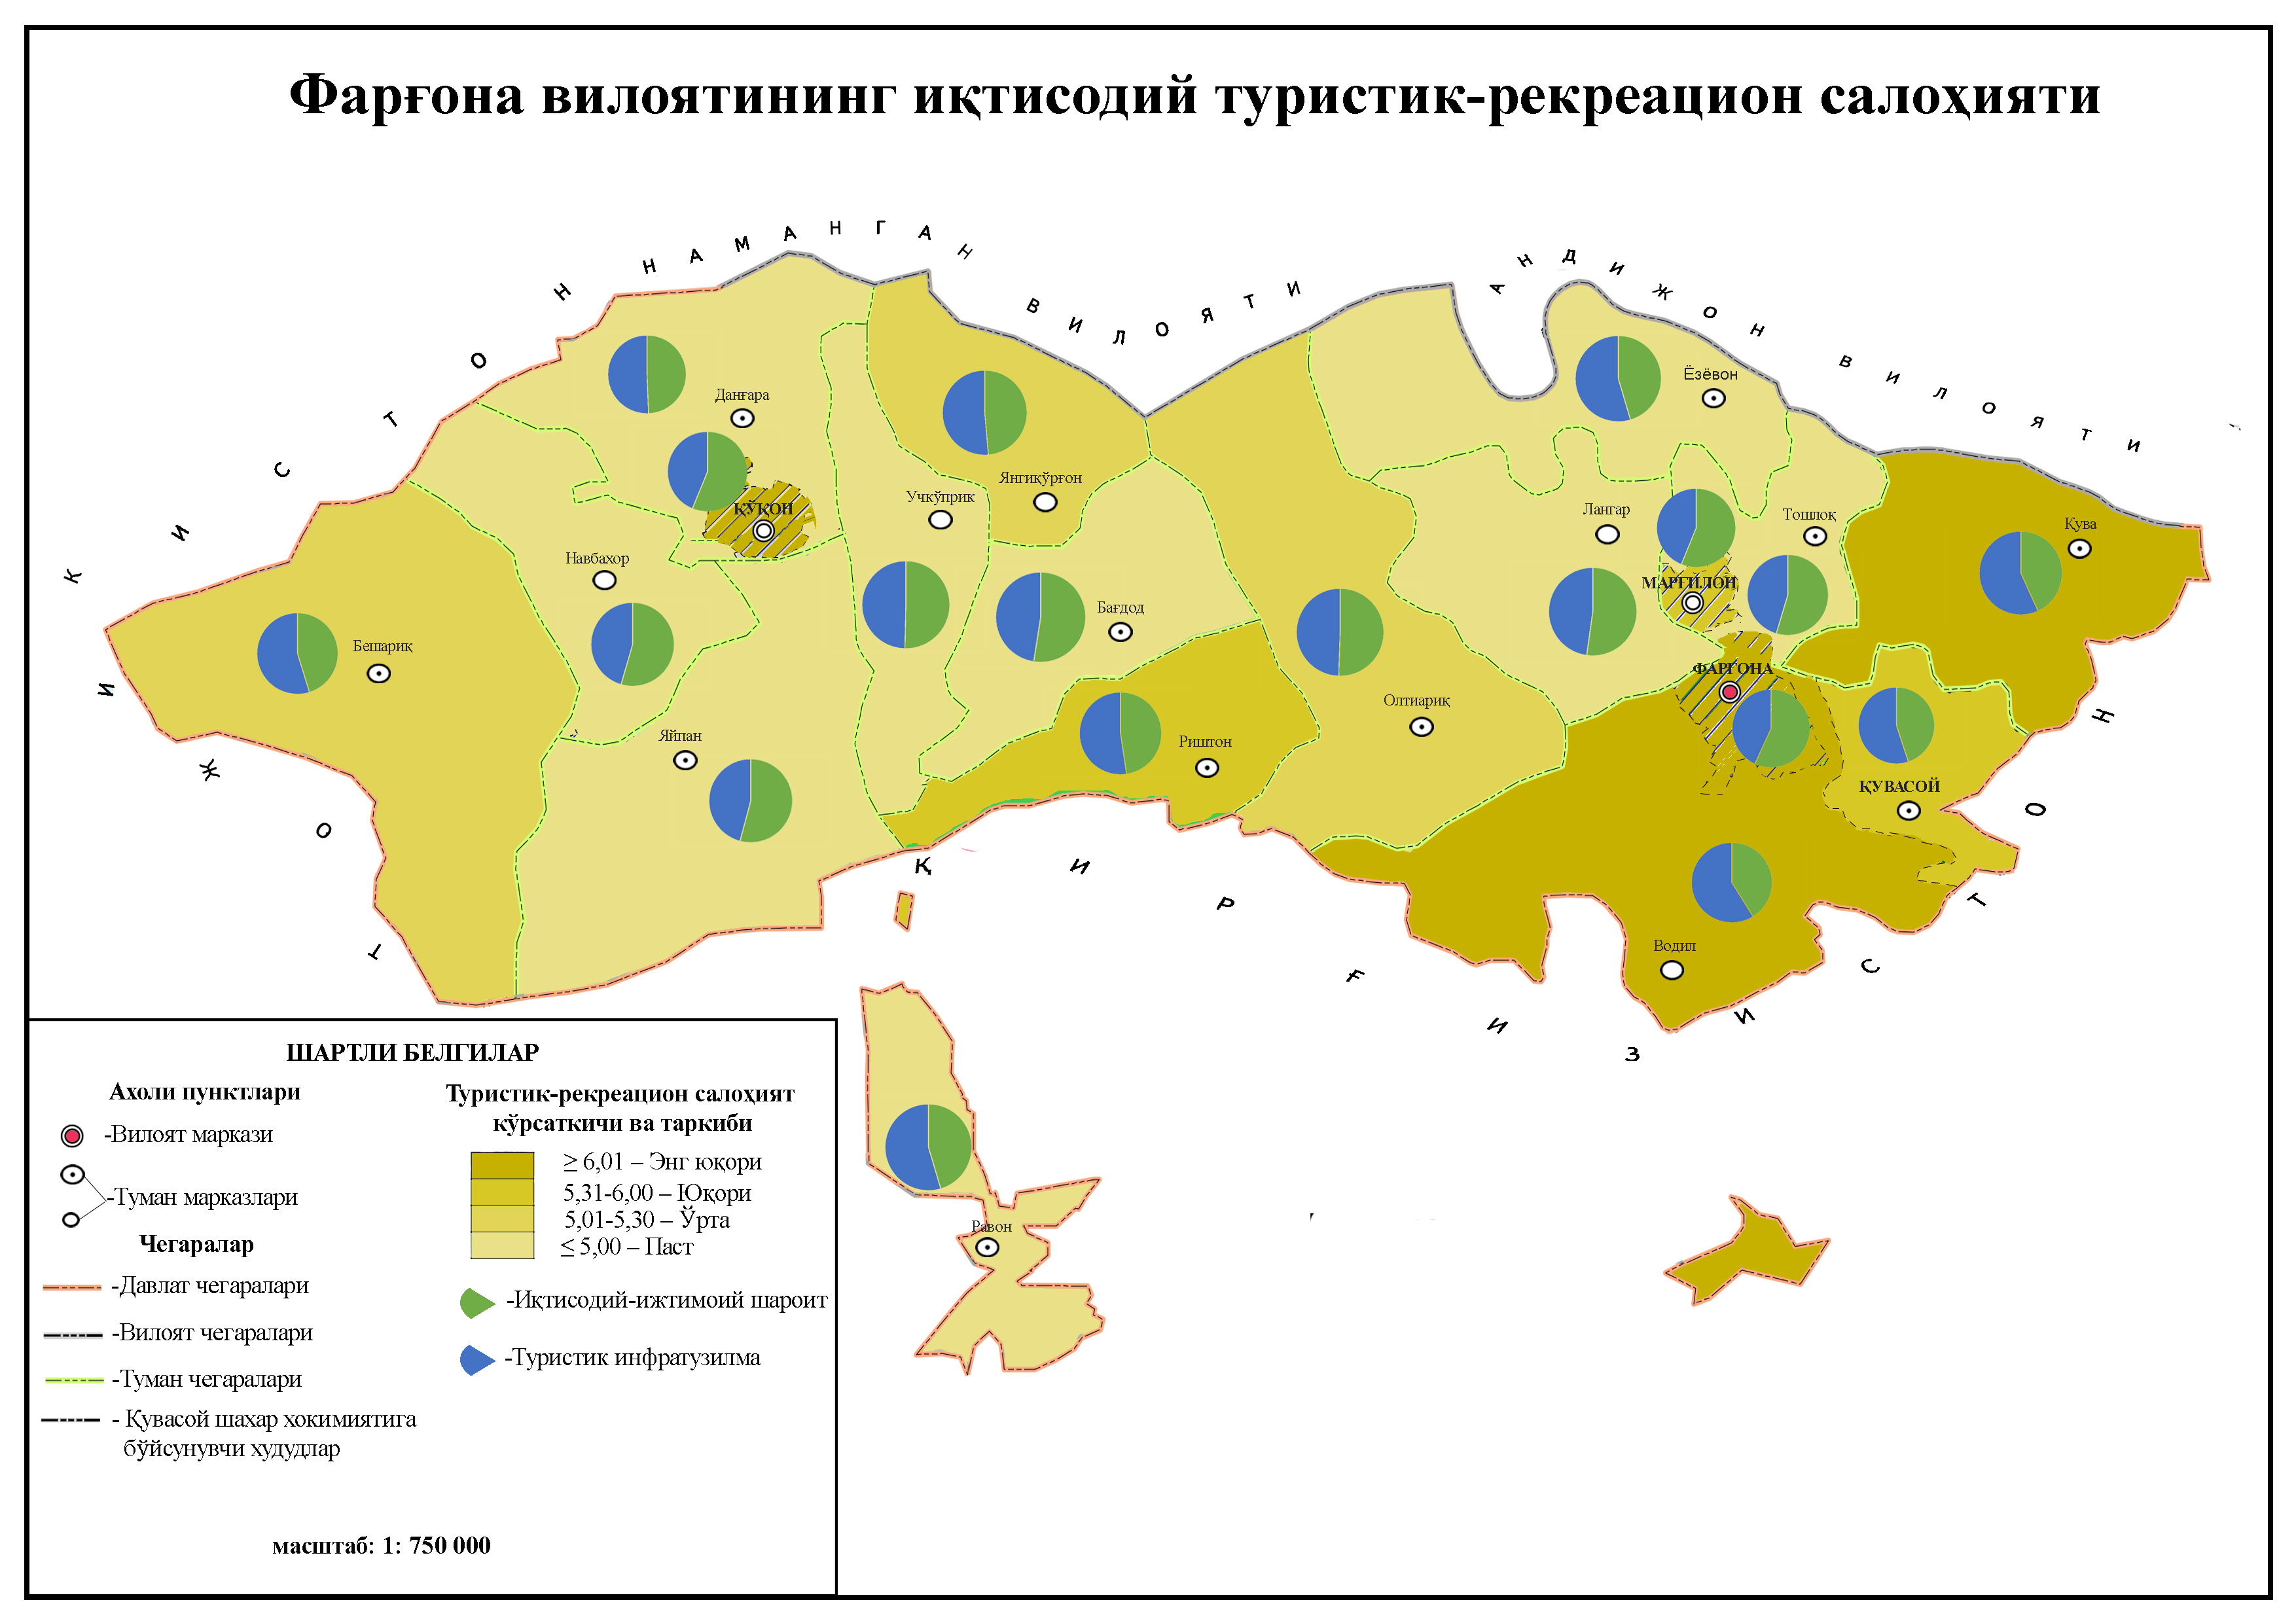 Фарғона вилоятининг иқтисодий туристик-рекреацион салоҳияти
НАМАНГАН ВИЛОЯТИ
АНДИЖОН ВИЛОЯТИ
ТОЖИКИСТОН
ҚИРҒИЗИСТОН
Данғара
ҚЎҚОН
Учкўприк
Янгиқўрғон
Ёзёвон
Лангар
Тошлоқ
Қува
Навбахор
МАРҒИЛОН
Бағдод
Бешариқ
ФАРҒОНА
Олтиариқ
Яйпан
Риштон
ҚУВАСОЙ
Водил
Равон
ШАРТЛИ БЕЛГИЛАР
Ахоли пунктлари
-Вилоят маркази
-Туман марказлари
Чегаралар
-Давлат чегаралари
-Вилоят чегаралари
-Туман чегаралари
- Қувасой шахар хокимиятига
бўйсунувчи худудлар
Туристик-рекреацион салоҳият
кўрсаткичи ва таркиби
≥ 6,01 – Энг юқори
5,31-6,00 – Юқори
5,01-5,30 – Ўрта
≤ 5,00 – Паст
-Иқтисодий-ижтимоий шароит
-Туристик инфратузилма
масштаб: 1: 750 000